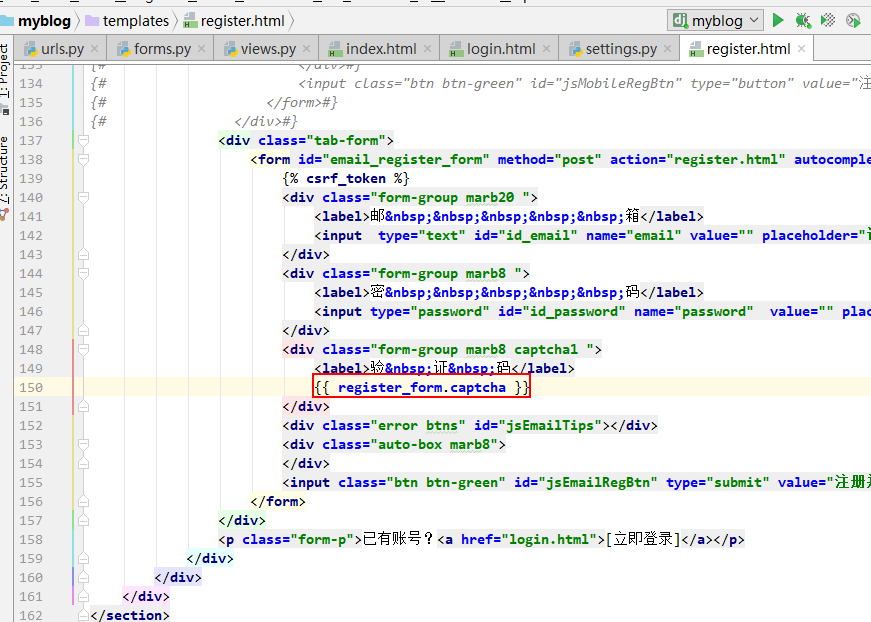 myblog templates register.html myblog
urls.py forms.py views.py index.html login.html settings.py register.html
1: Project
7: Structure
133 {# </div>#}
134 {# <input class="btn btn-green" id="jsMobileRegBtn" type="button" value="注
135 {# </form>#}
136 {# </div>#}
137 <div class="tab-form">
138 <form id="email_register_form" method="post" action="register.html" autocomple
139 {% csrf_token %}
140 <div class="form-group marb20 ">
141 <label>邮&nbsp;&nbsp;&nbsp;&nbsp;&nbsp;箱</label>
142 <input  type="text" id="id_email" name="email" value="" placeholder="
143 </div>
144 <div class="form-group marb8 ">
145 <label>密&nbsp;&nbsp;&nbsp;&nbsp;&nbsp;码</label>
146 <input type="password" id="id_password" name="password"  value="" plac
147 </div>
148 <div class="form-group marb8 captcha1 ">
149 <label>验&nbsp;证&nbsp;码</label>
150 {{ register_form.captcha }}
151 </div>
152 <div class="error btns" id="jsEmailTips"></div>
153 <div class="auto-box marb8">
154 </div>
155 <input class="btn btn-green" id="jsEmailRegBtn" type="submit" value="注册
156 </form>
157 </div>
158 <p class="form-p">已有账号？<a href="login.html">[立即登录]</a></p>
159 </div>
160 </div>
161 </div>
162 </section>